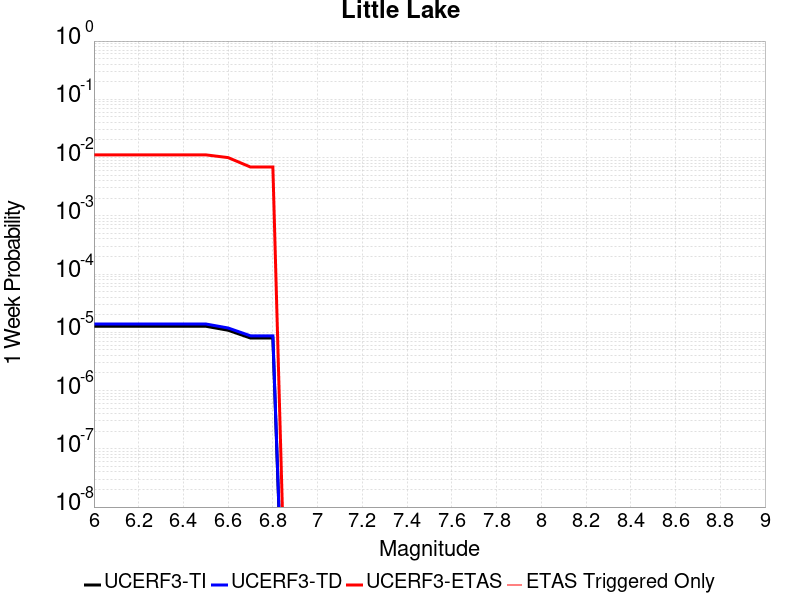 Little Lake
10^0
10^-1
10^-2
10^-3
10^-4
10^-5
10^-6
10^-7
10^-8
1 Week Probability
6 6.2 6.4 6.6 6.8 7 7.2 7.4 7.6 7.8 8 8.2 8.4 8.6 8.8 9
Magnitude
UCERF3-TI UCERF3-TD UCERF3-ETAS ETAS Triggered Only